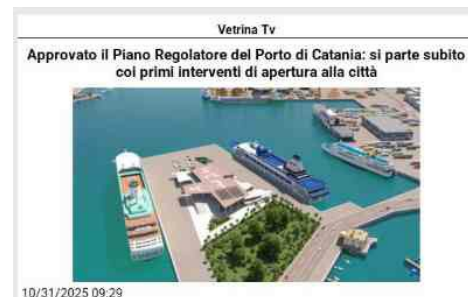 Vetrina Tv
Approvato il Piano Regolatore del Porto di Catania: si parte subito
coi primi interventi di apertura alla città
10/31/2025 09:29